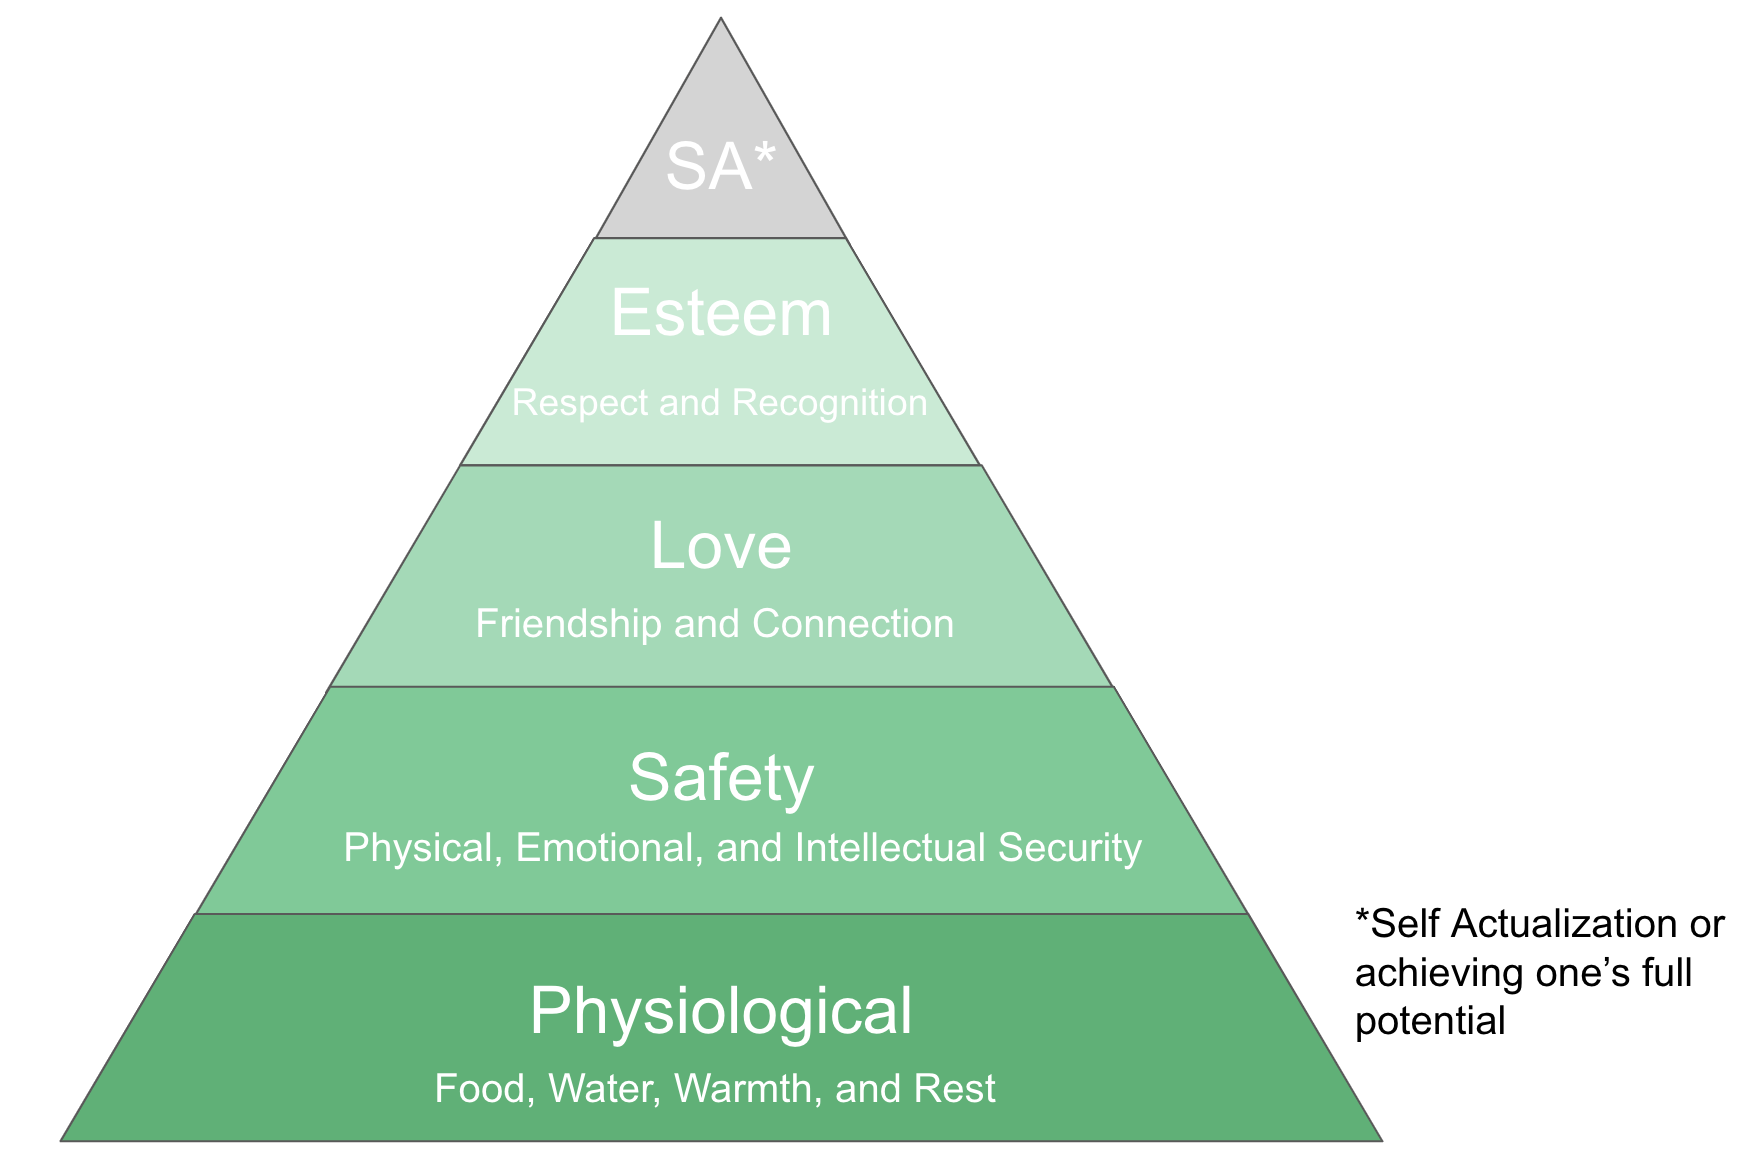 SA*
Esteem
Respect and Recognition
Love
Friendship and Connection
Safety
Physical, Emotional, and Intellectual Security
Physiological
Food, Water, Warmth, and Rest
*Self Actualization or
achieving one’s full
potential